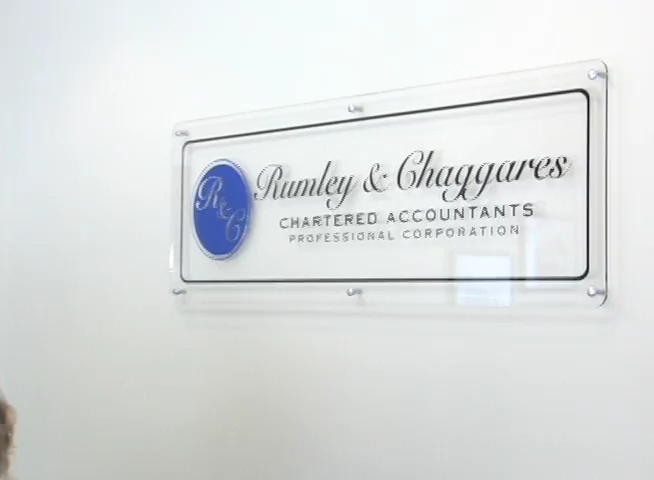 R&C
Rumley & Chaggares
CHARTERED ACCOUNTANTS
PROFESSIONAL CORPORATION